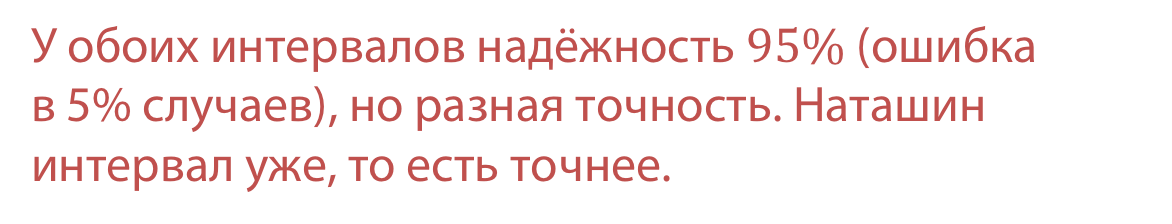 У обоих интервалов надёжность 95% (ошибка
в 5% случаев), но разная точность. Наташин
интервал уже, то есть точнее.